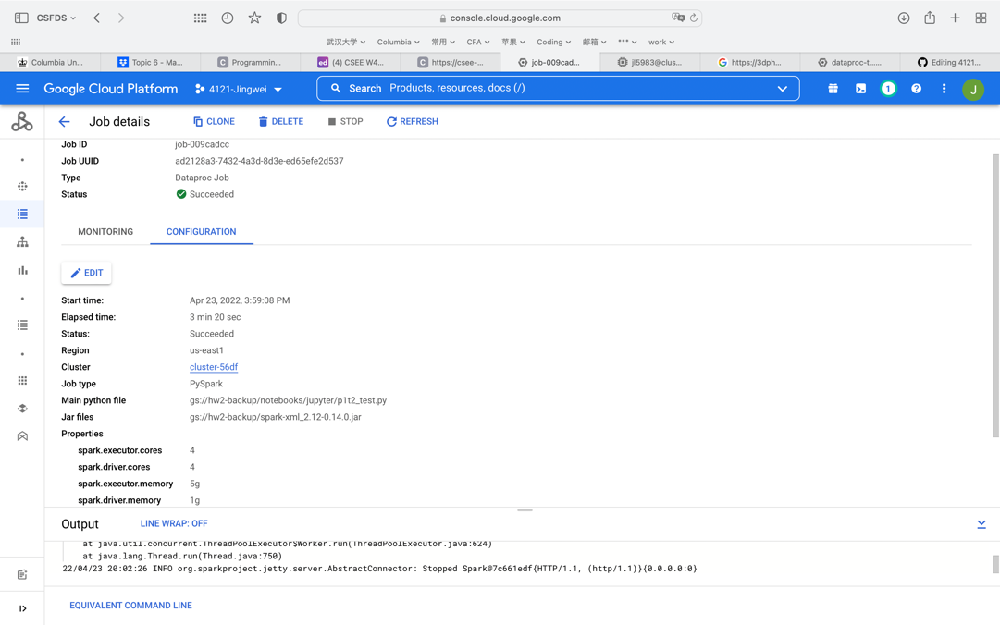 CSFDS
console.cloud.google.com
武汉大学 Columbia 常用 CFA 苹果 Coding 邮箱 *** work
Columbia Un... Topic 6 - Ma... Programmin... ed (4) CSEE W4... https://csee-... job-009cadc... jl5983@clus... https://3dph... dataproc-t...... Editing 4121...
Google Cloud Platform 4121-Jingwei Search Products, resources, docs (/) 1 J
Job details CLONE DELETE STOP REFRESH
Job ID job-009cadcc
Job UUID ad2128a3-7432-4a3d-8d3e-ed65efe2d537
Type Dataproc Job
Status Succeeded
MONITORING CONFIGURATION
EDIT
Start time: Apr 23, 2022, 3:59:08 PM
Elapsed time: 3 min 20 sec
Status: Succeeded
Region us-east1
Cluster cluster-56df
Job type PySpark
Main python file gs://hw2-backup/notebooks/jupyter/p1t2_test.py
Jar files gs://hw2-backup/spark-xml_2.12-0.14.0.jar
Properties
spark.executor.cores 4
spark.driver.cores 4
spark.executor.memory 5g
spark.driver.memory 1g
Output LINE WRAP: OFF
at java.util.concurrent.ThreadPoolExecutor$Worker.run(ThreadPoolExecutor.java:624)
at java.lang.Thread.run(Thread.java:750)
22/04/23 20:02:26 INFO org.sparkproject.jetty.server.AbstractConnector: Stopped Spark@7c661edf{HTTP/1.1, (http/1.1)}{0.0.0.0:0}
EQUIVALENT COMMAND LINE